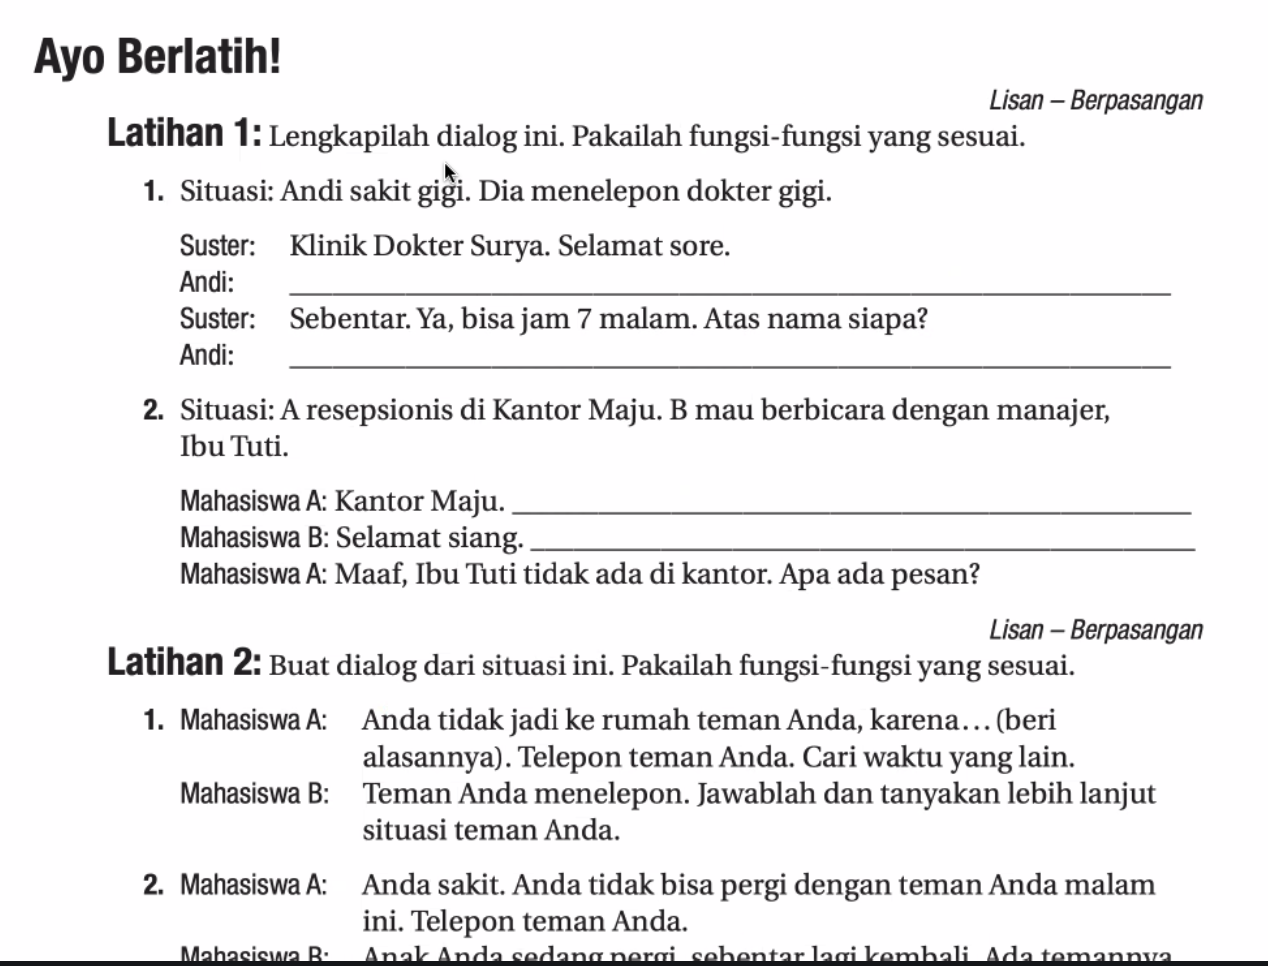 Ayo Berlatih!
Lisan – Berpasangan
Latihan 1: Lengkapilah dialog ini. Pakailah fungsi-fungsi yang sesuai.
1. Situasi: Andi sakit gigi. Dia menelepon dokter gigi.
Suster: Klinik Dokter Surya. Selamat sore.
Andi:
Suster: Sebentar. Ya, bisa jam 7 malam. Atas nama siapa?
Andi:
2. Situasi: A resepsionis di Kantor Maju. B mau berbicara dengan manajer,
Ibu Tuti.
Mahasiswa A: Kantor Maju.
Mahasiswa B: Selamat siang.
Mahasiswa A: Maaf, Ibu Tuti tidak ada di kantor. Apa ada pesan?
Lisan – Berpasangan
Latihan 2: Buat dialog dari situasi ini. Pakailah fungsi-fungsi yang sesuai.
1. Mahasiswa A: Anda tidak jadi ke rumah teman Anda, karena… (beri
alasannya). Telepon teman Anda. Cari waktu yang lain.
Mahasiswa B: Teman Anda menelepon. Jawablah dan tanyakan lebih lanjut
situasi teman Anda.
2. Mahasiswa A: Anda sakit. Anda tidak bisa pergi dengan teman Anda malam
ini. Telepon teman Anda.
Mahasiswa B: Anak Anda sedang pergi, sebentar lagi kembali. Ada temannya